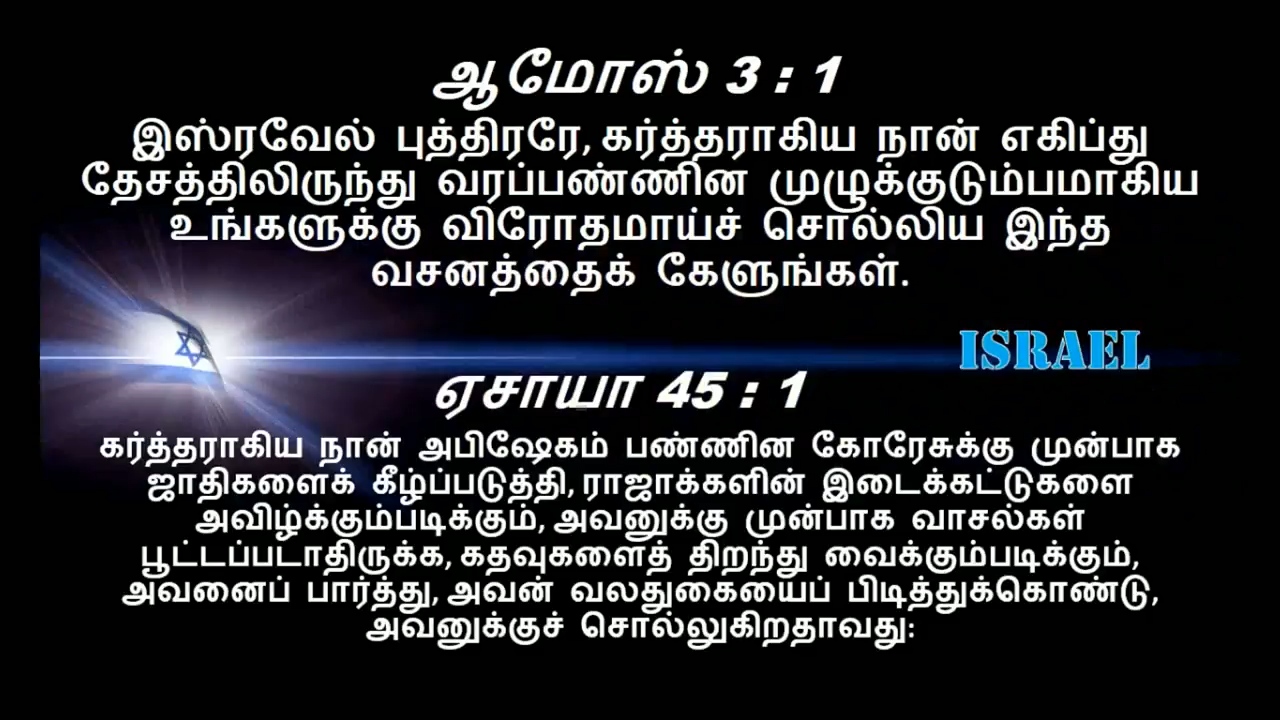 ஆமோஸ் 3 : 1
இஸ்ரவேல் புத்திரரே, கர்த்தராகிய நான் எகிப்து
தேசத்திலிருந்து வரப்பண்ணின முழுக்குடும்பமாகிய
உங்களுக்கு விரோதமாய்ச் சொல்லிய இந்த
வசனத்தைக் கேளுங்கள்.
ISRAEL
ஏசாயா 45 : 1
கர்த்தராகிய நான் அபிஷேகம் பண்ணின கோரேசுக்கு முன்பாக
ஜாதிகளைக் கீழ்ப்படுத்தி, ராஜாக்களின் இடைக்கட்டுகளை
அவிழ்க்கும்படிக்கும், அவனுக்கு முன்பாக வாசல்கள்
பூட்டப்படாதிருக்க, கதவுகளைத் திறந்து வைக்கும்படிக்கும்,
அவனைப் பார்த்து, அவன் வலதுகையைப் பிடித்துக்கொண்டு,
அவனுக்குச் சொல்லுகிறதாவது: